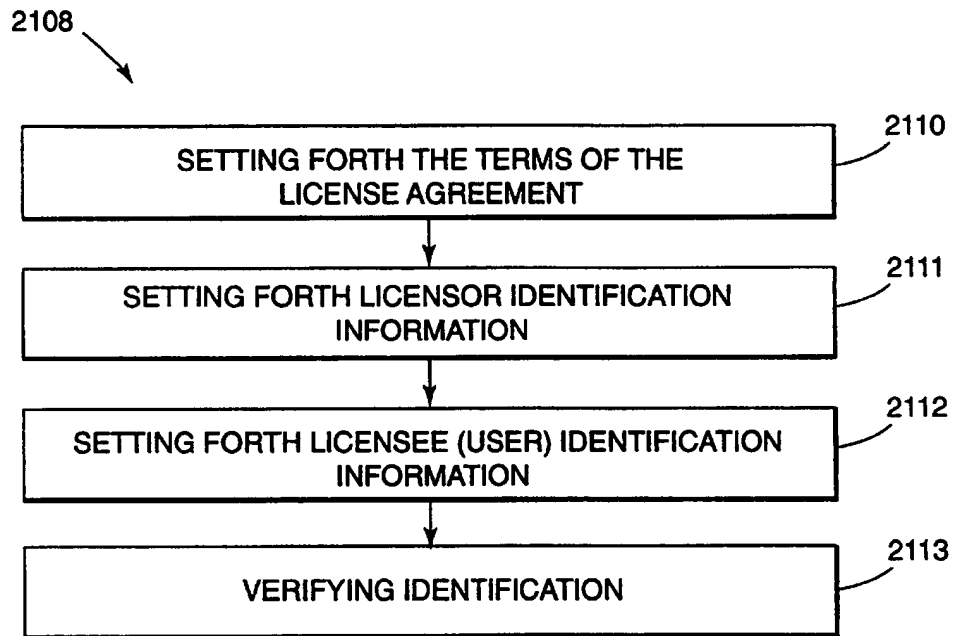 2108
2110
SETTING FORTH THE TERMS OF THE
LICENSE AGREEMENT
2111
SETTING FORTH LICENSOR IDENTIFICATION
INFORMATION
2112
SETTING FORTH LICENSEE (USER) IDENTIFICATION
INFORMATION
2113
VERIFYING IDENTIFICATION